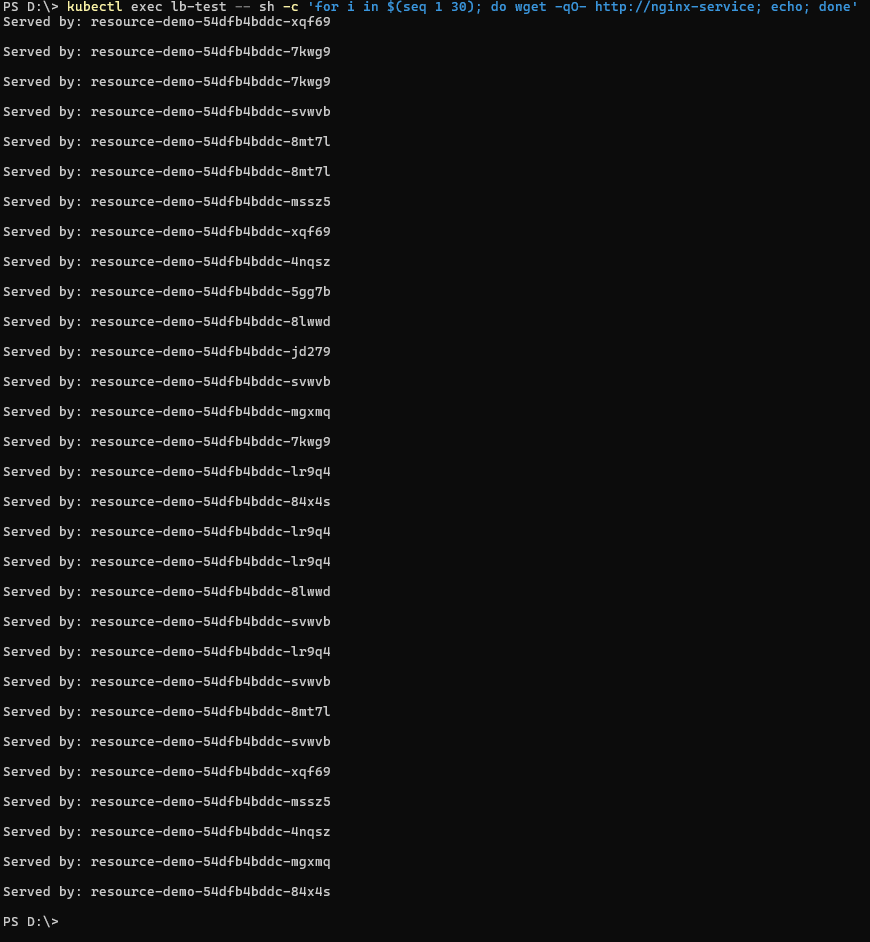 PS D:\> kubectl exec lb-test -- sh -c 'for i in $(seq 1 30); do wget -qO- http://nginx-service; echo; done'
Served by: resource-demo-54dfb4bddc-xqf69
Served by: resource-demo-54dfb4bddc-7kwg9
Served by: resource-demo-54dfb4bddc-7kwg9
Served by: resource-demo-54dfb4bddc-svwvb
Served by: resource-demo-54dfb4bddc-8mt7l
Served by: resource-demo-54dfb4bddc-8mt7l
Served by: resource-demo-54dfb4bddc-mssz5
Served by: resource-demo-54dfb4bddc-xqf69
Served by: resource-demo-54dfb4bddc-4nqsz
Served by: resource-demo-54dfb4bddc-5gg7b
Served by: resource-demo-54dfb4bddc-8lwwd
Served by: resource-demo-54dfb4bddc-jd279
Served by: resource-demo-54dfb4bddc-svwvb
Served by: resource-demo-54dfb4bddc-mgxmq
Served by: resource-demo-54dfb4bddc-7kwg9
Served by: resource-demo-54dfb4bddc-lr9q4
Served by: resource-demo-54dfb4bddc-84x4s
Served by: resource-demo-54dfb4bddc-lr9q4
Served by: resource-demo-54dfb4bddc-lr9q4
Served by: resource-demo-54dfb4bddc-8lwwd
Served by: resource-demo-54dfb4bddc-svwvb
Served by: resource-demo-54dfb4bddc-lr9q4
Served by: resource-demo-54dfb4bddc-svwvb
Served by: resource-demo-54dfb4bddc-8mt7l
Served by: resource-demo-54dfb4bddc-svwvb
Served by: resource-demo-54dfb4bddc-xqf69
Served by: resource-demo-54dfb4bddc-mssz5
Served by: resource-demo-54dfb4bddc-4nqsz
Served by: resource-demo-54dfb4bddc-mgxmq
Served by: resource-demo-54dfb4bddc-84x4s
PS D:\>